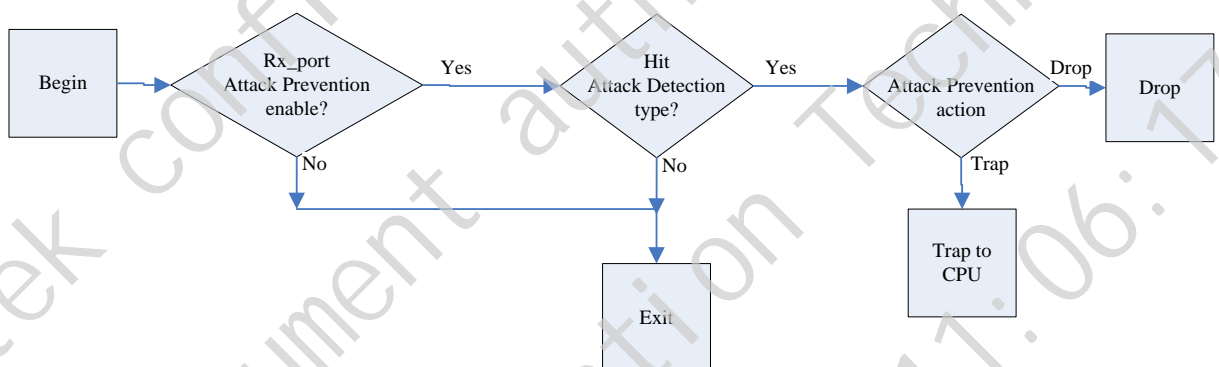 Begin
Rx_port
Attack Prevention
enable?
Yes
No
Hit
Attack Detection
type?
Yes
No
Attack Prevention
action
Drop
Drop
Trap
Trap to
CPU
Exit